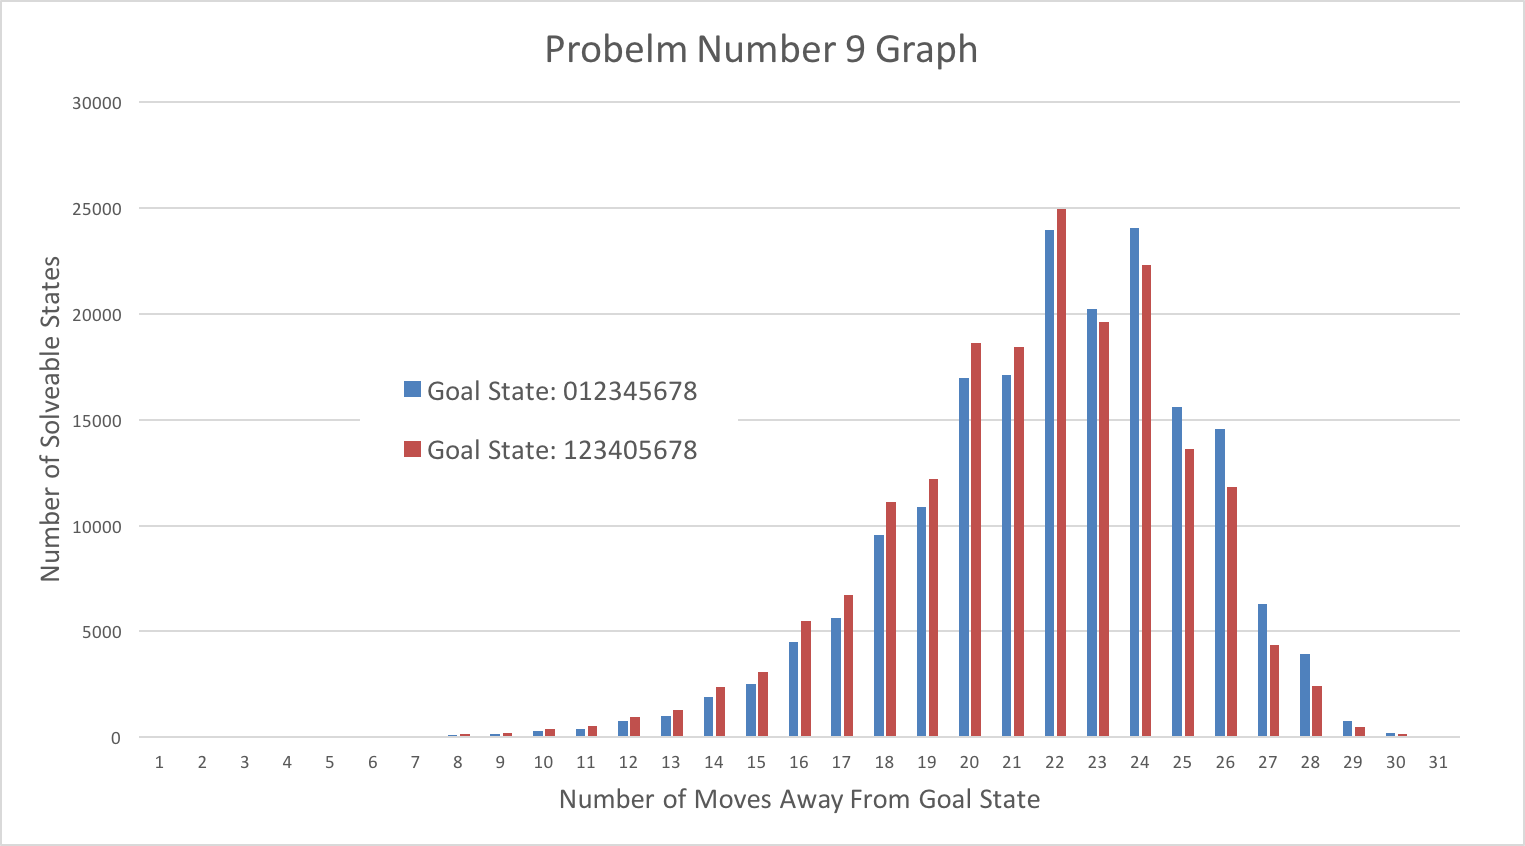 Probelm Number 9 Graph
30000
25000
20000
15000
10000
5000
0
Number of Solveable States
Goal State: 012345678
Goal State: 123405678
1 2 3 4 5 6 7 8 9 10 11 12 13 14 15 16 17 18 19 20 21 22 23 24 25 26 27 28 29 30 31
Number of Moves Away From Goal State